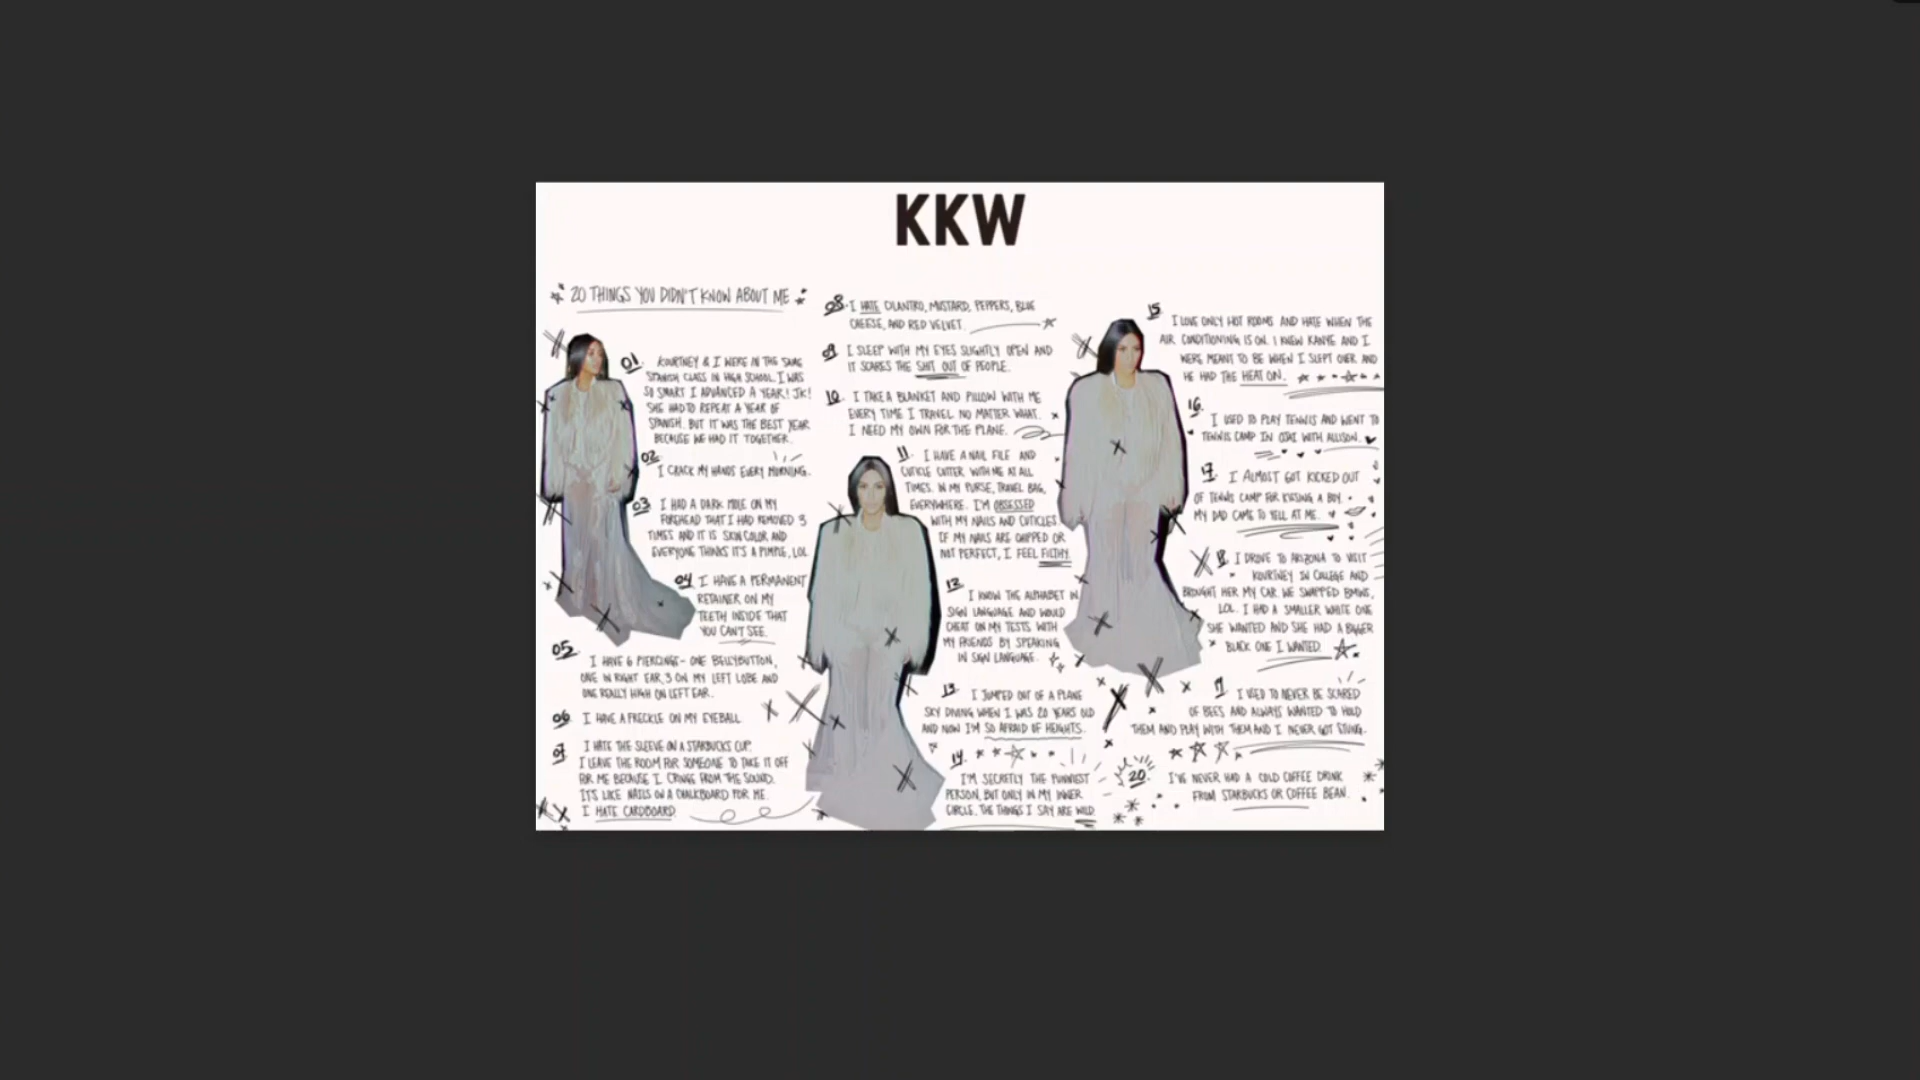 KKW
20 THINGS YOU DIDN'T KNOW ABOUT ME
01. KOURTNEY & I WERE IN THE SAME
SPANISH CLASS IN HIGH SCHOOL. I WAS
SO SMART I ADVANCED A YEAR! JK!
SHE HAD TO REPEAT A YEAR OF
SPANISH. BUT IT WAS THE BEST YEAR
BECAUSE WE HAD IT TOGETHER.
02. I CRACK MY HANDS EVERY MORNING.
03. I HAD A DARK MOLE ON MY
FOREHEAD THAT I HAD REMOVED 3
TIMES AND IT IS SKIN COLOR AND
EVERYONE THINKS IT'S A PIMPLE, LOL
04. I HAVE A PERMANENT
RETAINER ON MY
TEETH INSIDE THAT
YOU CAN'T SEE.
05. I HAVE 6 PIERCINGS - ONE BELLYBUTTON,
ONE IN RIGHT EAR, 3 ON MY LEFT LOBE AND
ONE REALLY HIGH ON LEFT EAR.
06. I HAVE A FRECKLE ON MY EYEBALL
07. I HATE THE SLEEVE ON A STARBUCKS CUP.
I LEAVE THE ROOM FOR SOMEONE TO TAKE IT OFF
FOR ME BECAUSE I CRINGE FROM THE SOUND.
IT'S LIKE NAILS ON A CHALKBOARD FOR ME.
I HATE CARDBOARD.
08. I HATE CILANTRO, MUSTARD, PEPPERS, BLUE
CHEESE, AND RED VELVET.
09. I SLEEP WITH MY EYES SLIGHTLY OPEN AND
IT SCARES THE SHIT OUT OF PEOPLE.
10. I TAKE A BLANKET AND PILLOW WITH ME
EVERY TIME I TRAVEL NO MATTER WHAT.
I NEED MY OWN FOR THE PLANE.
11. I HAVE A NAIL FILE AND
CUTICLE CUTTER WITH ME AT ALL
TIMES. IN MY PURSE, TRAVEL BAG,
EVERYWHERE. I'M OBSESSED
WITH MY NAILS AND CUTICLES.
IF MY NAILS ARE CHIPPED OR
NOT PERFECT, I FEEL FILTHY.
12. I KNOW THE ALPHABET IN
SIGN LANGUAGE AND WOULD
CHEAT ON MY TESTS WITH
MY FRIENDS BY SPEAKING
IN SIGN LANGUAGE.
13. I JUMPED OUT OF A PLANE
SKY DIVING WHEN I WAS 20 YEARS OLD
AND NOW I'M SO AFRAID OF HEIGHTS.
14. I'M SECRETLY THE FUNNIEST
PERSON, BUT ONLY IN MY INNER
CIRCLE. THE THINGS I SAY ARE WILD.
15. I LOVE ONLY HOT ROOMS AND HATE WHEN THE
AIR CONDITIONING IS ON. I KNEW KANYE AND I
WERE MEANT TO BE WHEN I SLEPT OVER AND
HE HAD THE HEAT ON.
16. I USED TO PLAY TENNIS AND WENT TO
TENNIS CAMP IN OJAI WITH ALLISON.
17. I ALMOST GOT KICKED OUT
OF TENNIS CAMP FOR KISSING A BOY.
MY DAD CAME TO YELL AT ME.
18. I DROVE TO ARIZONA TO VISIT
KOURTNEY IN COLLEGE AND
BROUGHT HER MY CAR. WE SWAPPED BMWS,
LOL. I HAD A SMALLER WHITE ONE
SHE WANTED AND SHE HAD A BIGGER
BLACK ONE I WANTED.
I USED TO NEVER BE SCARED
OF BEES AND ALWAYS WANTED TO HOLD
THEM AND PLAY WITH THEM AND I NEVER GOT STUNG.
20. I'VE NEVER HAD A COLD COFFEE DRINK
FROM STARBUCKS OR COFFEE BEAN.